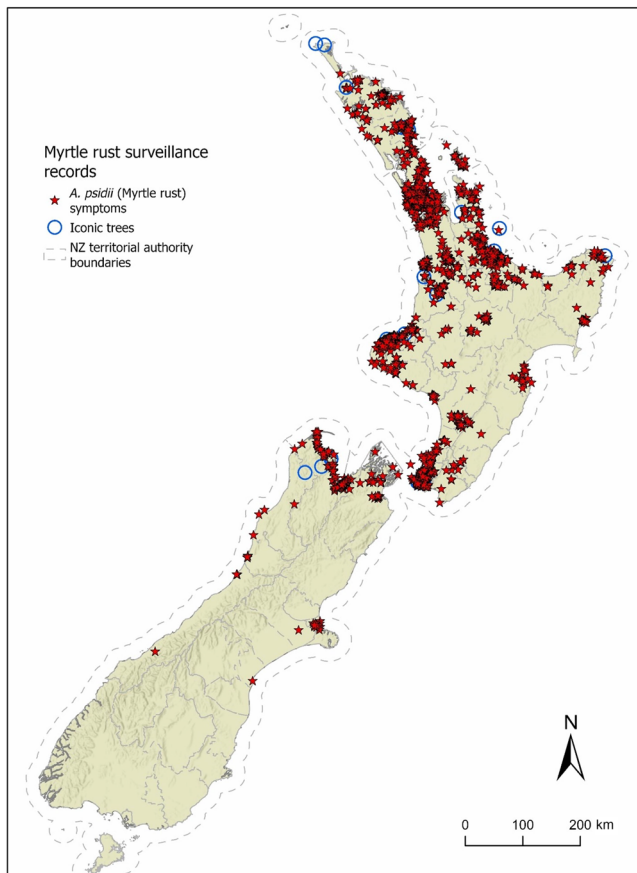 Myrtle rust surveillance
records
A. psidii (Myrtle rust)
symptoms
Iconic trees
NZ territorial authority
boundaries
N
0 100 200 km